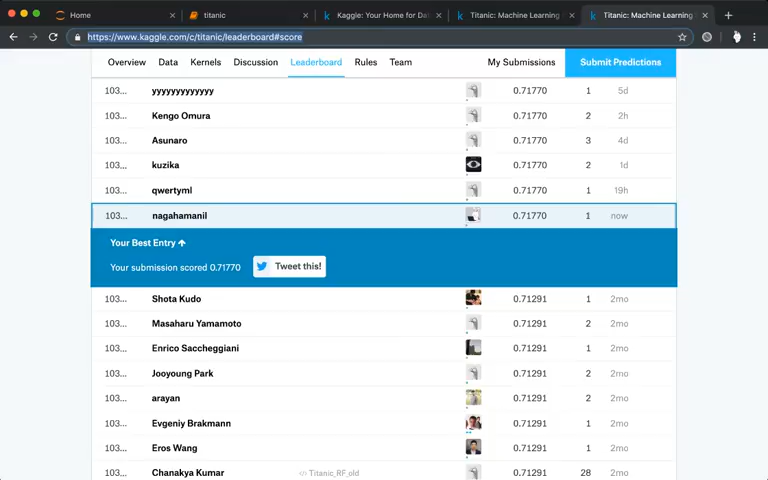 Home
titanic
Kaggle: Your Home for Dat
Titanic: Machine Learning
Titanic: Machine Learning
https://www.kaggle.com/c/titanic/leaderboard#score
Overview Data Kernels Discussion Leaderboard Rules Team My Submissions Submit Predictions
103... yyyyyyyyyyyyy 0.71770 1 5d
103... Kengo Omura 0.71770 2 2h
103... Asunaro 0.71770 3 4d
103... kuzika 0.71770 2 1d
103... qwertyml 0.71770 1 19h
103... nagahamanil 0.71770 1 now
Your Best Entry ↑
Your submission scored 0.71770 Tweet this!
103... Shota Kudo 0.71291 1 2mo
103... Masaharu Yamamoto 0.71291 2 2mo
103... Enrico Saccheggiani 0.71291 1 2mo
103... Jooyoung Park 0.71291 2 2mo
103... arayan 0.71291 2 2mo
103... Evgeniy Brakmann 0.71291 1 2mo
103... Eros Wang 0.71291 1 2mo
103... Chanakya Kumar </> Titanic_RF_old 0.71291 28 2mo